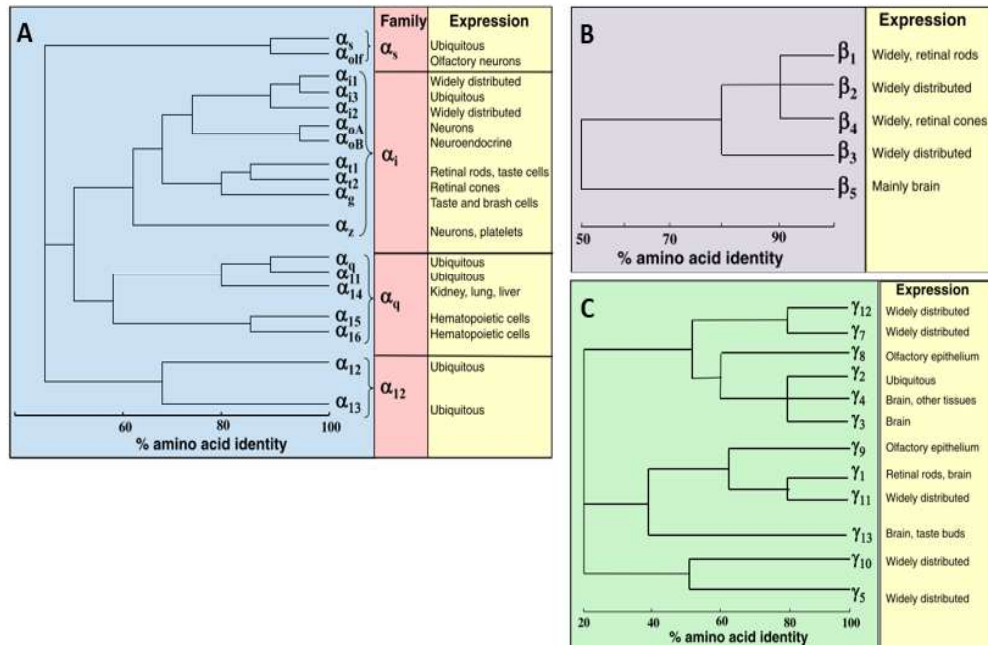 A
Family Expression
αs Ubiquitous
αolf Olfactory neurons
αs
αi1 Widely distributed
αi3 Ubiquitous
αi2 Widely distributed
αoA Neurons
αoB Neuroendocrine
αi
αt1 Retinal rods, taste cells
αt2 Retinal cones
αg Taste and brash cells
αz Neurons, platelets
αq Ubiquitous
α11 Ubiquitous
α14 Kidney, lung, liver
αq
α15 Hematopoietic cells
α16 Hematopoietic cells
α12 Ubiquitous
α12
α13 Ubiquitous
60 80 100
% amino acid identity
B
Expression
β1 Widely, retinal rods
β2 Widely distributed
β4 Widely, retinal cones
β3 Widely distributed
β5 Mainly brain
50 70 90
% amino acid identity
C
Expression
γ12 Widely distributed
γ7 Widely distributed
γ8 Olfactory epithelium
γ2 Ubiquitous
γ4 Brain, other tissues
γ3 Brain
γ9 Olfactory epithelium
γ1 Retinal rods, brain
γ11 Widely distributed
γ13 Brain, taste buds
γ10 Widely distributed
γ5 Widely distributed
20 40 60 80 100
% amino acid identity